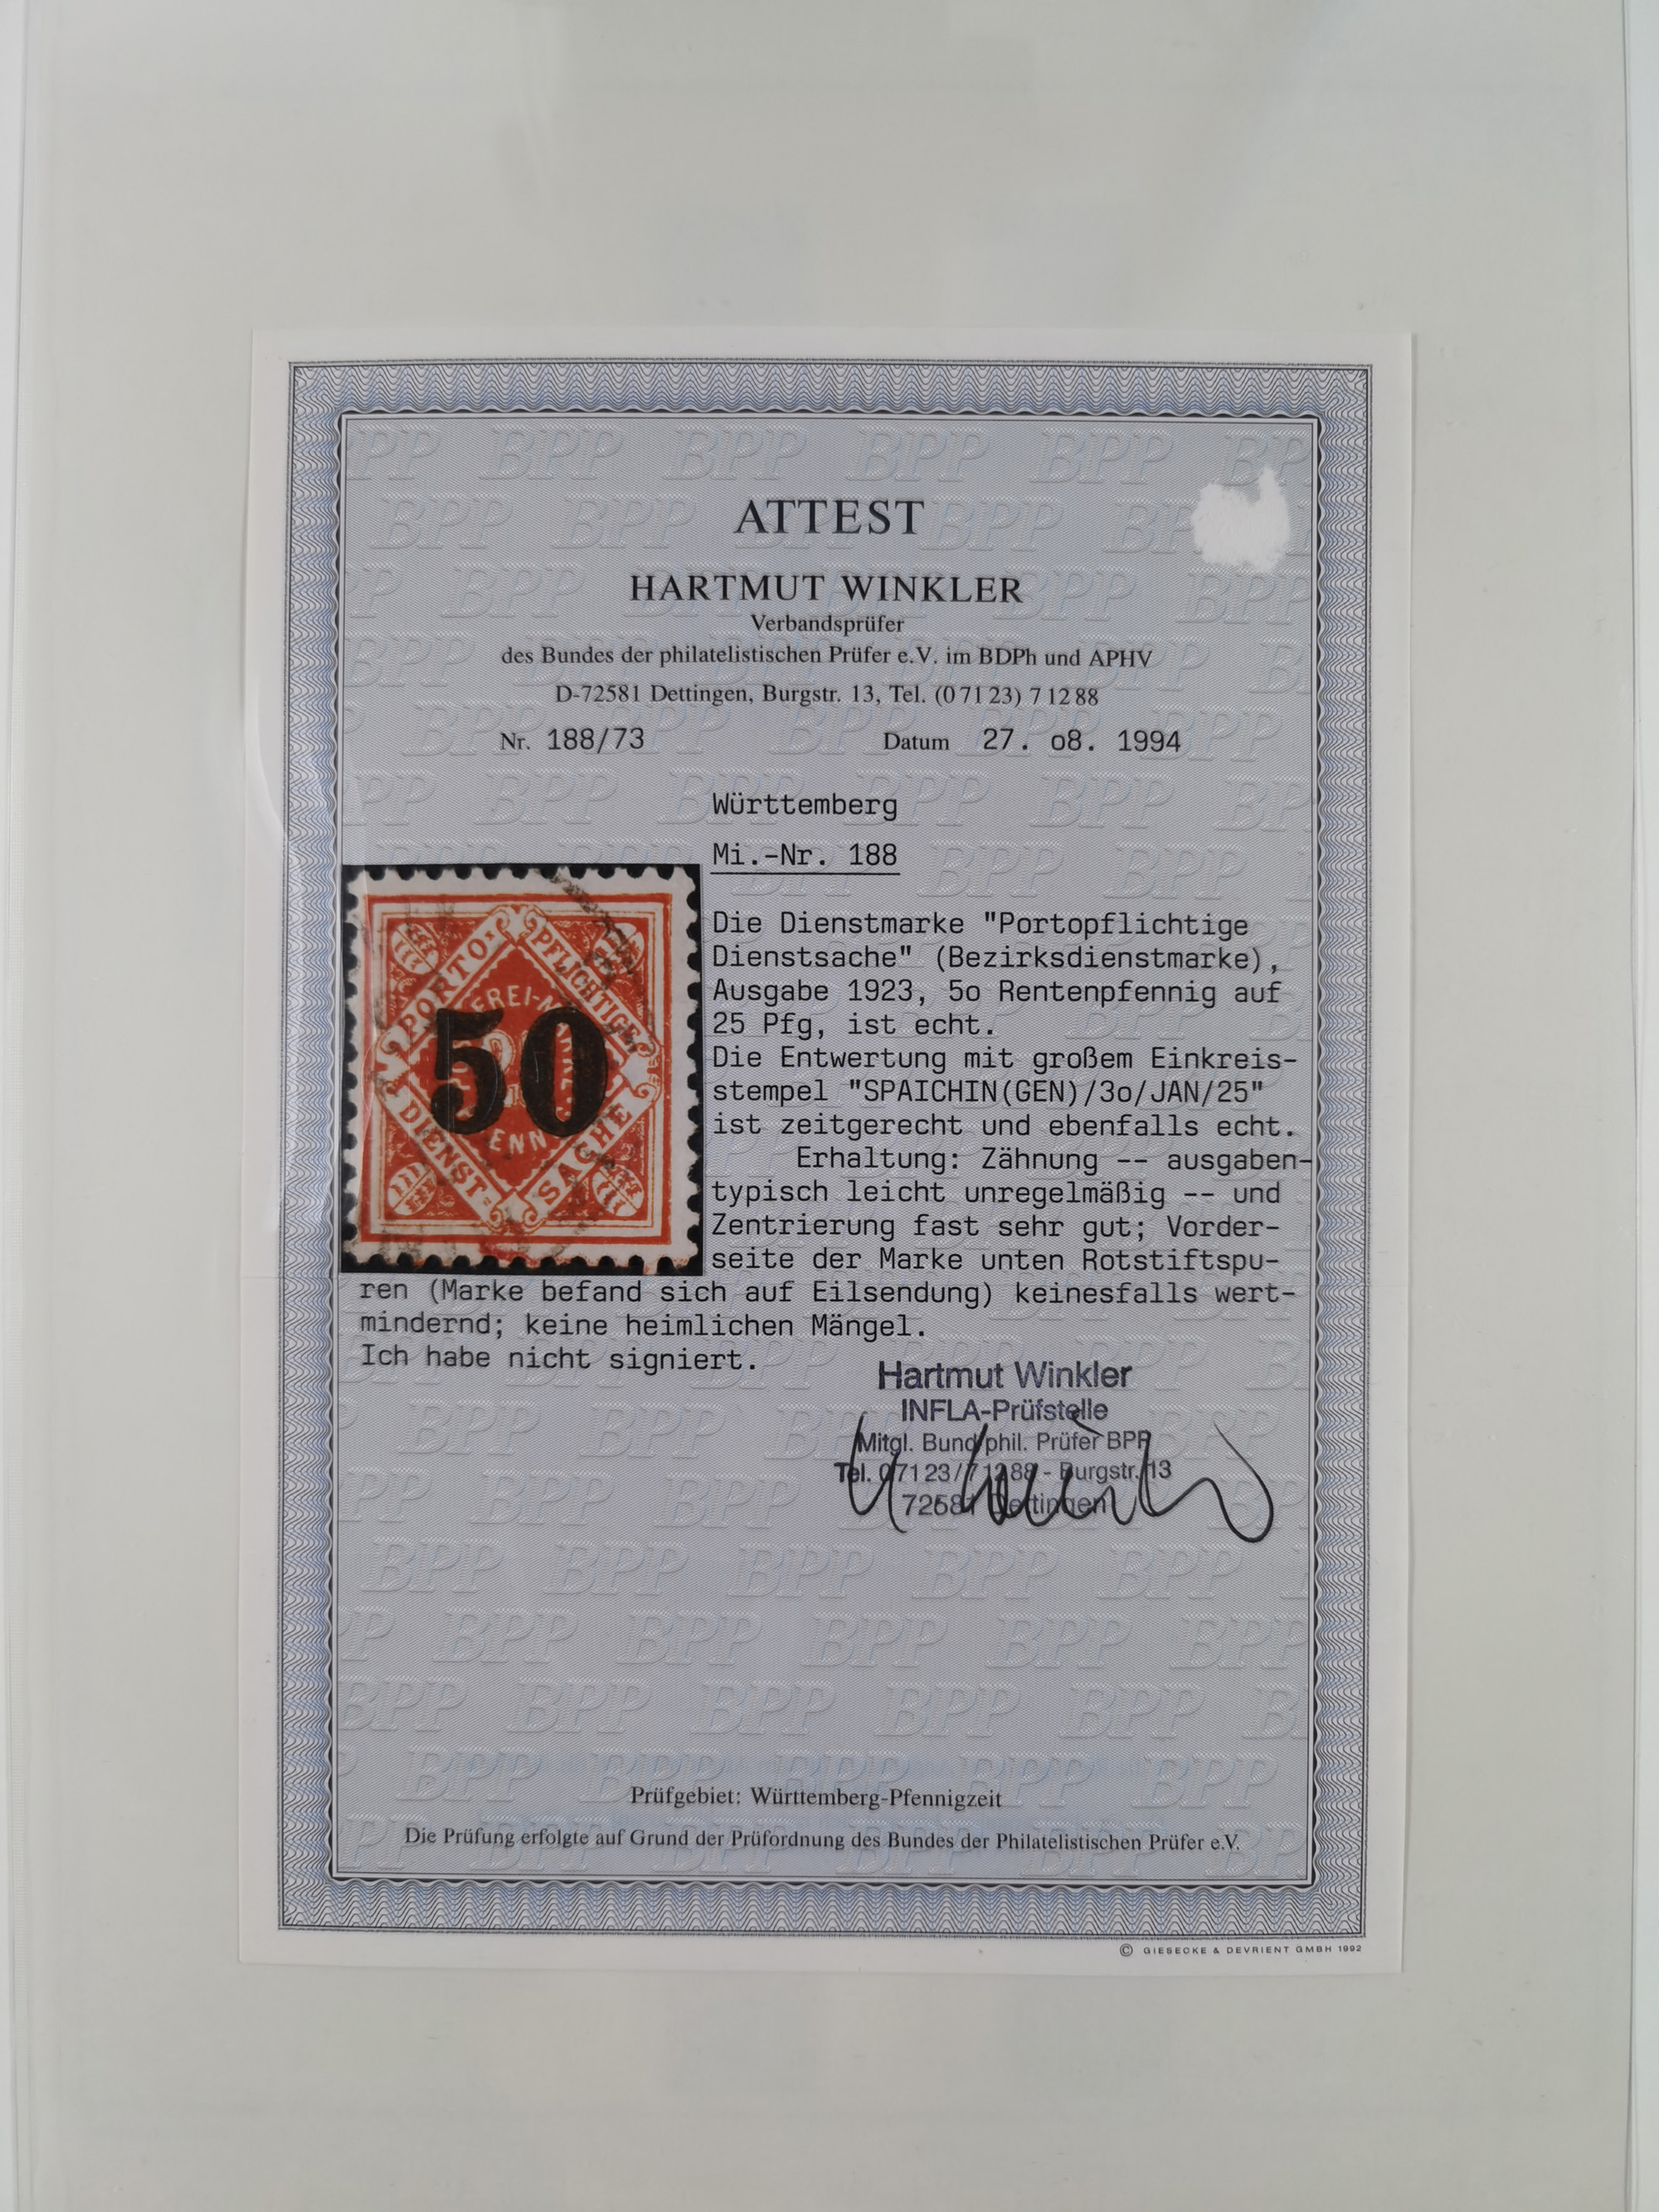 ATTEST
HARTMUT WINKLER
Verbandsprüfer
des Bundes der philatelistischen Prüfer e.V. im BDPh und APHV
D-72581 Dettingen, Burgstr. 13, Tel. (0 71 23) 7 12 88
Nr. 188/73 Datum 27. o8. 1994
Württemberg
Mi.-Nr. 188
PORTO-
PFLICHTIGE
DIENST-
SACHE
50
Die Dienstmarke "Portopflichtige
Dienstsache" (Bezirksdienstmarke),
Ausgabe 1923, 5o Rentenpfennig auf
25 Pfg, ist echt.
Die Entwertung mit großem Einkreis-
stempel "SPAICHIN(GEN)/3o/JAN/25"
ist zeitgerecht und ebenfalls echt.
Erhaltung: Zähnung -- ausgaben-
typisch leicht unregelmäßig -- und
Zentrierung fast sehr gut; Vorder-
seite der Marke unten Rotstiftspu-
ren (Marke befand sich auf Eilsendung) keinesfalls wert-
mindernd; keine heimlichen Mängel.
Ich habe nicht signiert.
Hartmut Winkler
INFLA-Prüfstelle
Mitgl. Bund phil. Prüfer BPP
Tel. 07123/71288 - Burgstr. 13
72581 Dettingen
Prüfgebiet: Württemberg-Pfennigzeit
Die Prüfung erfolgte auf Grund der Prüfordnung des Bundes der Philatelistischen Prüfer e.V.
© GIESECKE & DEVRIENT GMBH 1992